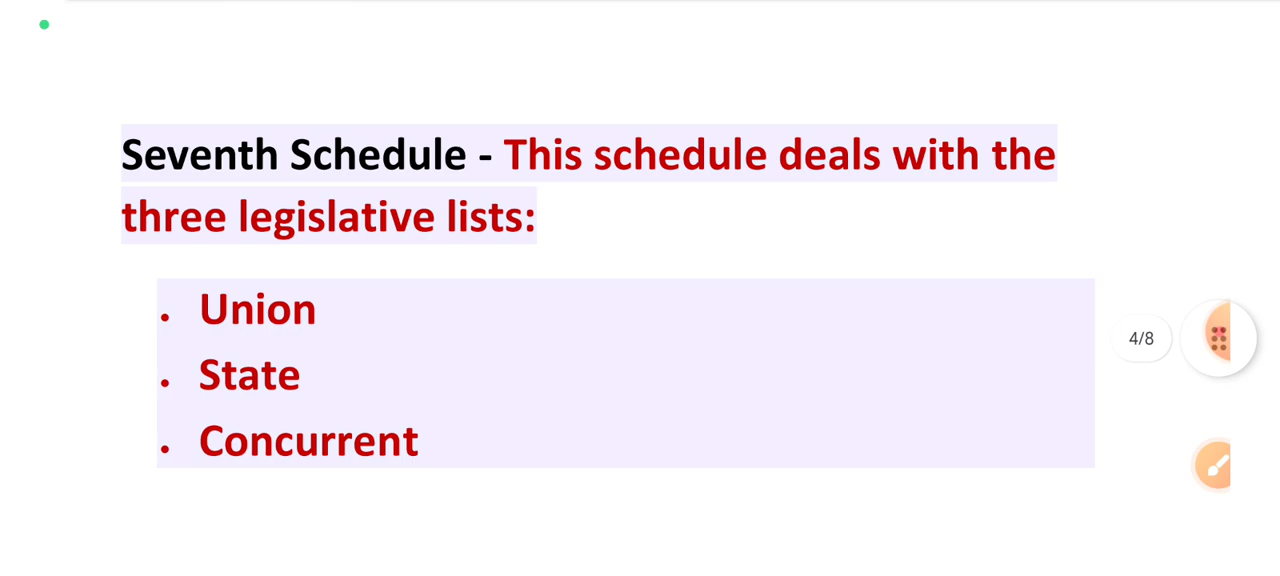 Seventh Schedule - This schedule deals with the
three legislative lists:
• Union
• State
• Concurrent
4/8